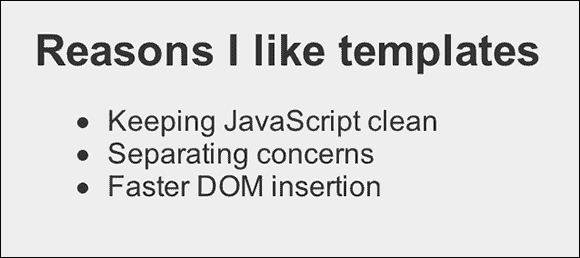 Reasons I like templates
Keeping JavaScript clean
Separating concerns
Faster DOM insertion